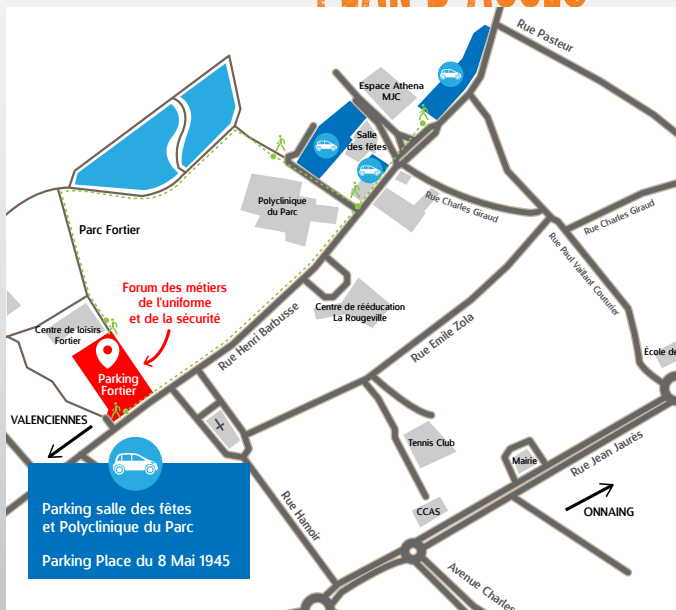 PLAN D'ACCÈS
Rue Pasteur
Espace Athena
MJC
Salle
des fêtes
Rue Charles Giraud
Rue Charles Giraud
Polyclinique
du Parc
Parc Fortier
Rue Paul Vaillant Couturier
Forum des métiers
de l'uniforme
et de la sécurité
Centre de rééducation
La Rougeville
Rue Henri Barbusse
Rue Emile Zola
Centre de loisirs
Fortier
École de
Parking
Fortier
VALENCIENNES
Tennis Club
Mairie
Rue Jean Jaurès
Parking salle des fêtes
et Polyclinique du Parc
Parking Place du 8 Mai 1945
Rue Hamoir
CCAS
ONNAING
Avenue Charles